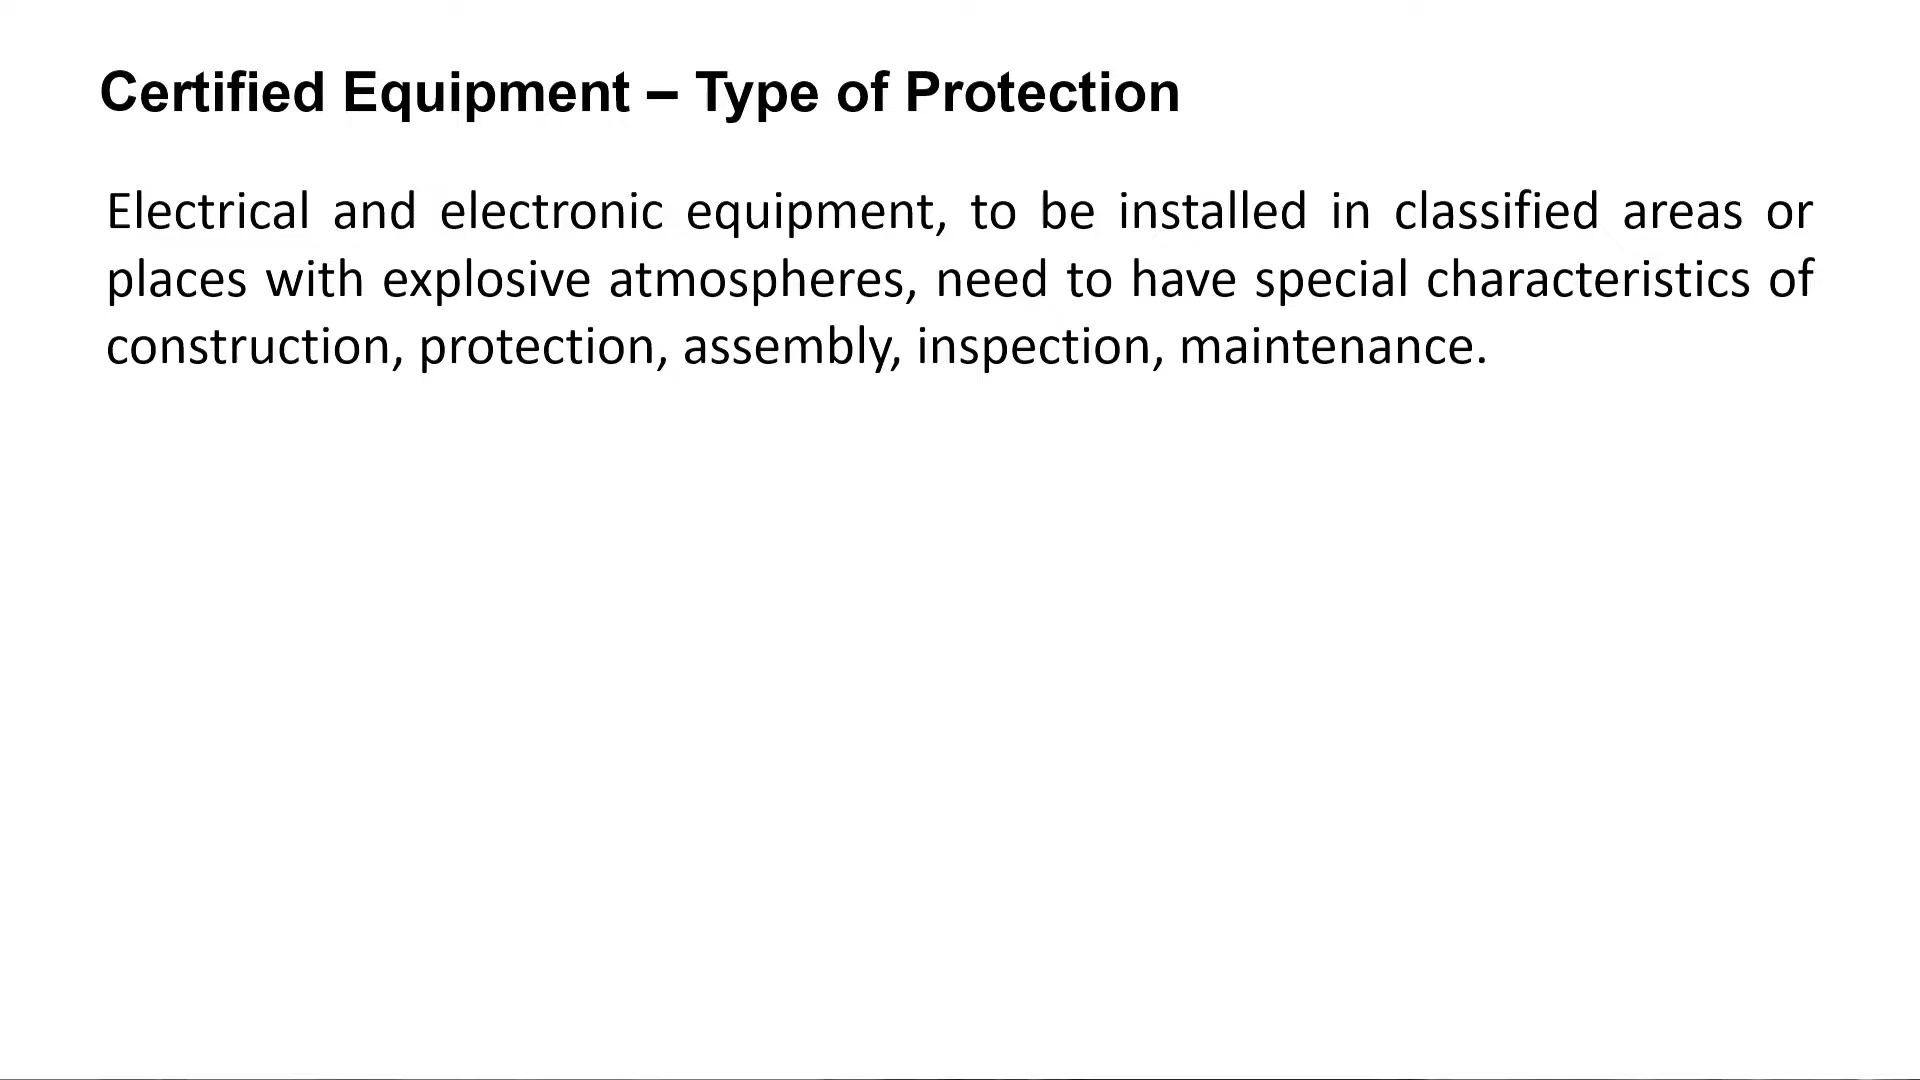 Certified Equipment – Type of Protection
Electrical and electronic equipment, to be installed in classified areas or
places with explosive atmospheres, need to have special characteristics of
construction, protection, assembly, inspection, maintenance.